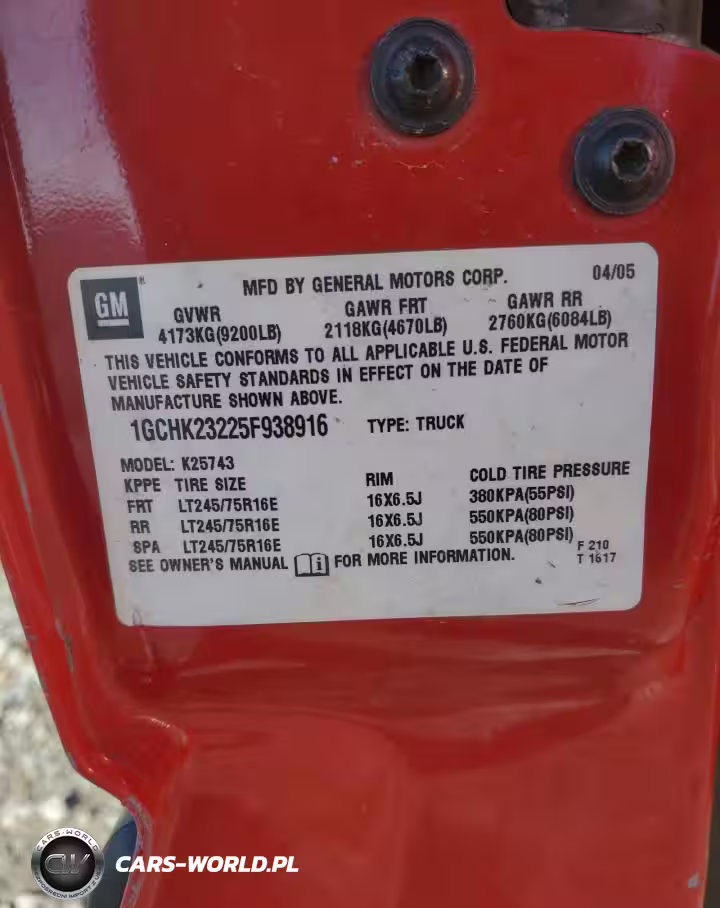 GM ®
MFD BY GENERAL MOTORS CORP. 04/05
GVWR GAWR FRT GAWR RR
4173KG(9200LB) 2118KG(4670LB) 2760KG(6084LB)
THIS VEHICLE CONFORMS TO ALL APPLICABLE U.S. FEDERAL MOTOR
VEHICLE SAFETY STANDARDS IN EFFECT ON THE DATE OF
MANUFACTURE SHOWN ABOVE.
1GCHK23225F938916 TYPE: TRUCK
MODEL: K25743
KPPE TIRE SIZE RIM COLD TIRE PRESSURE
FRT LT245/75R16E 16X6.5J 380KPA(55PSI)
RR LT245/75R16E 16X6.5J 550KPA(80PSI)
SPA LT245/75R16E 16X6.5J 550KPA(80PSI)
SEE OWNER'S MANUAL i FOR MORE INFORMATION.
F 210
T 1617
CARS-WORLD
CW
CARS-WORLD.PL